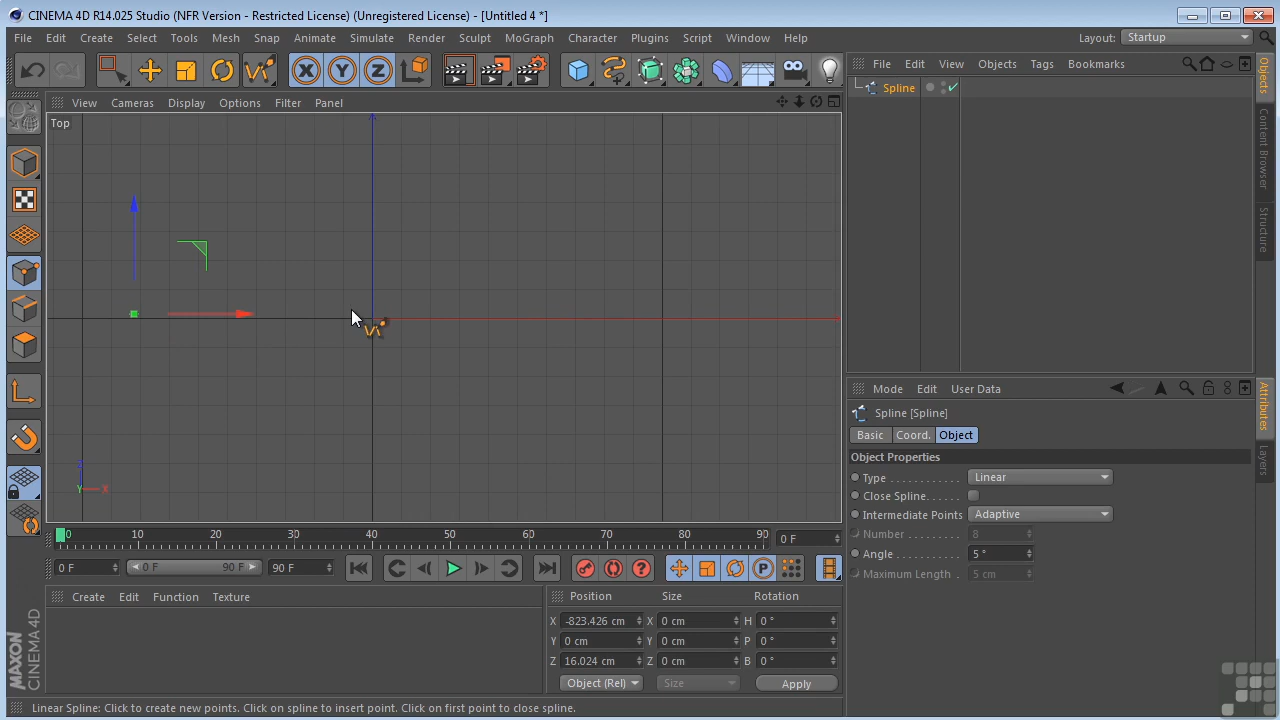 CINEMA 4D R14.025 Studio (NFR Version - Restricted License) (Unregistered License) - [Untitled 4 *]
File Edit Create Select Tools Mesh Snap Animate Simulate Render Sculpt MoGraph Character Plugins Script Window Help Layout: Startup
X Y Z
File Edit View Objects Tags Bookmarks
Spline
View Cameras Display Options Filter Panel
Top
Y X
Objects
Content Browser
Structure
Mode Edit User Data
Spline [Spline]
Basic Coord. Object
Object Properties
Type . . . . . . . . . . . Linear
Close Spline. . . . . .
Intermediate Points Adaptive
Number . . . . . . . . 8
Angle . . . . . . . . . . 5 °
Maximum Length . 5 cm
Attributes
Layers
0 10 20 30 40 50 60 70 80 90 0 F
0 F 0 F 90 F 90 F P
Create Edit Function Texture
Position Size Rotation
X -823.426 cm X 0 cm H 0 °
Y 0 cm Y 0 cm P 0 °
Z 16.024 cm Z 0 cm B 0 °
Object (Rel) Size Apply
MAXON
CINEMA 4D
Linear Spline: Click to create new points. Click on spline to insert point. Click on first point to close spline.